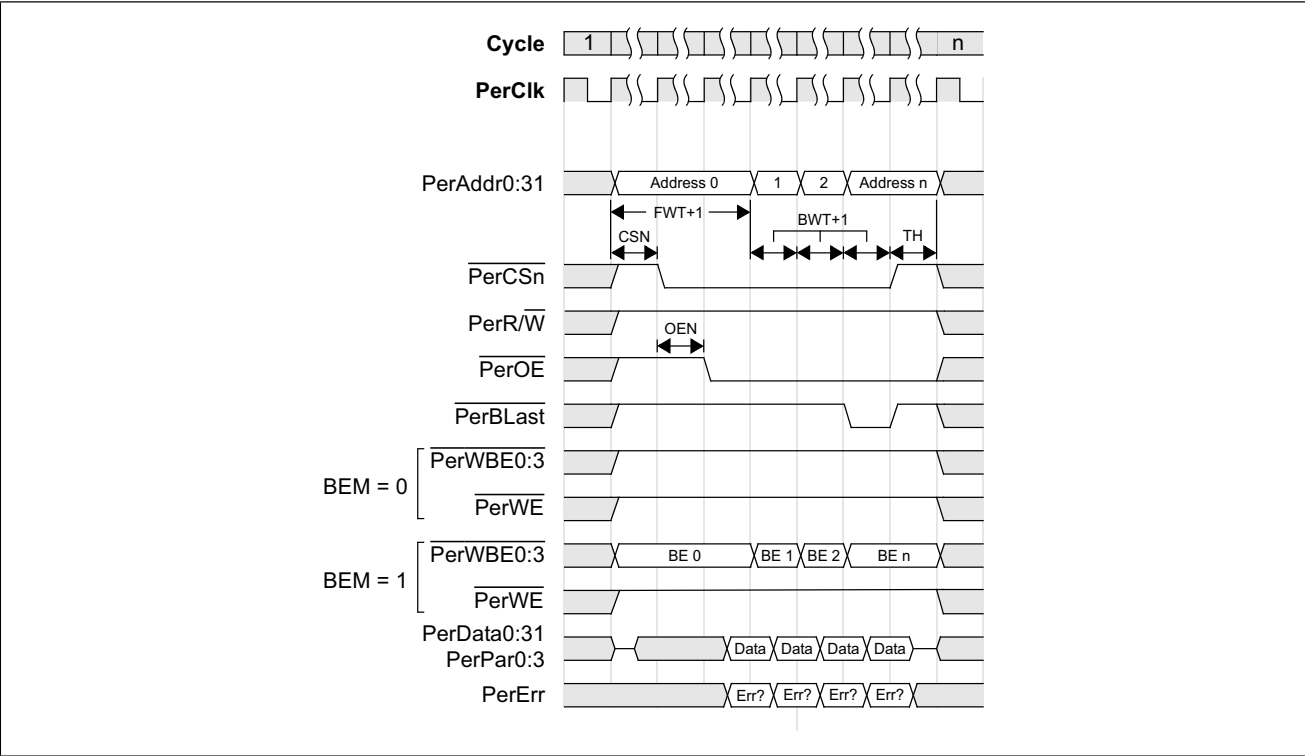 Cycle 1 n
PerClk
PerAddr0:31 Address 0 1 2 Address n
FWT+1 BWT+1
CSN TH
PerCSn
PerR/W
OEN
PerOE
PerBLast
PerWBE0:3
BEM = 0
PerWE
PerWBE0:3 BE 0 BE 1 BE 2 BE n
BEM = 1
PerWE
PerData0:31
PerPar0:3 Data Data Data Data
PerErr Err? Err? Err? Err?